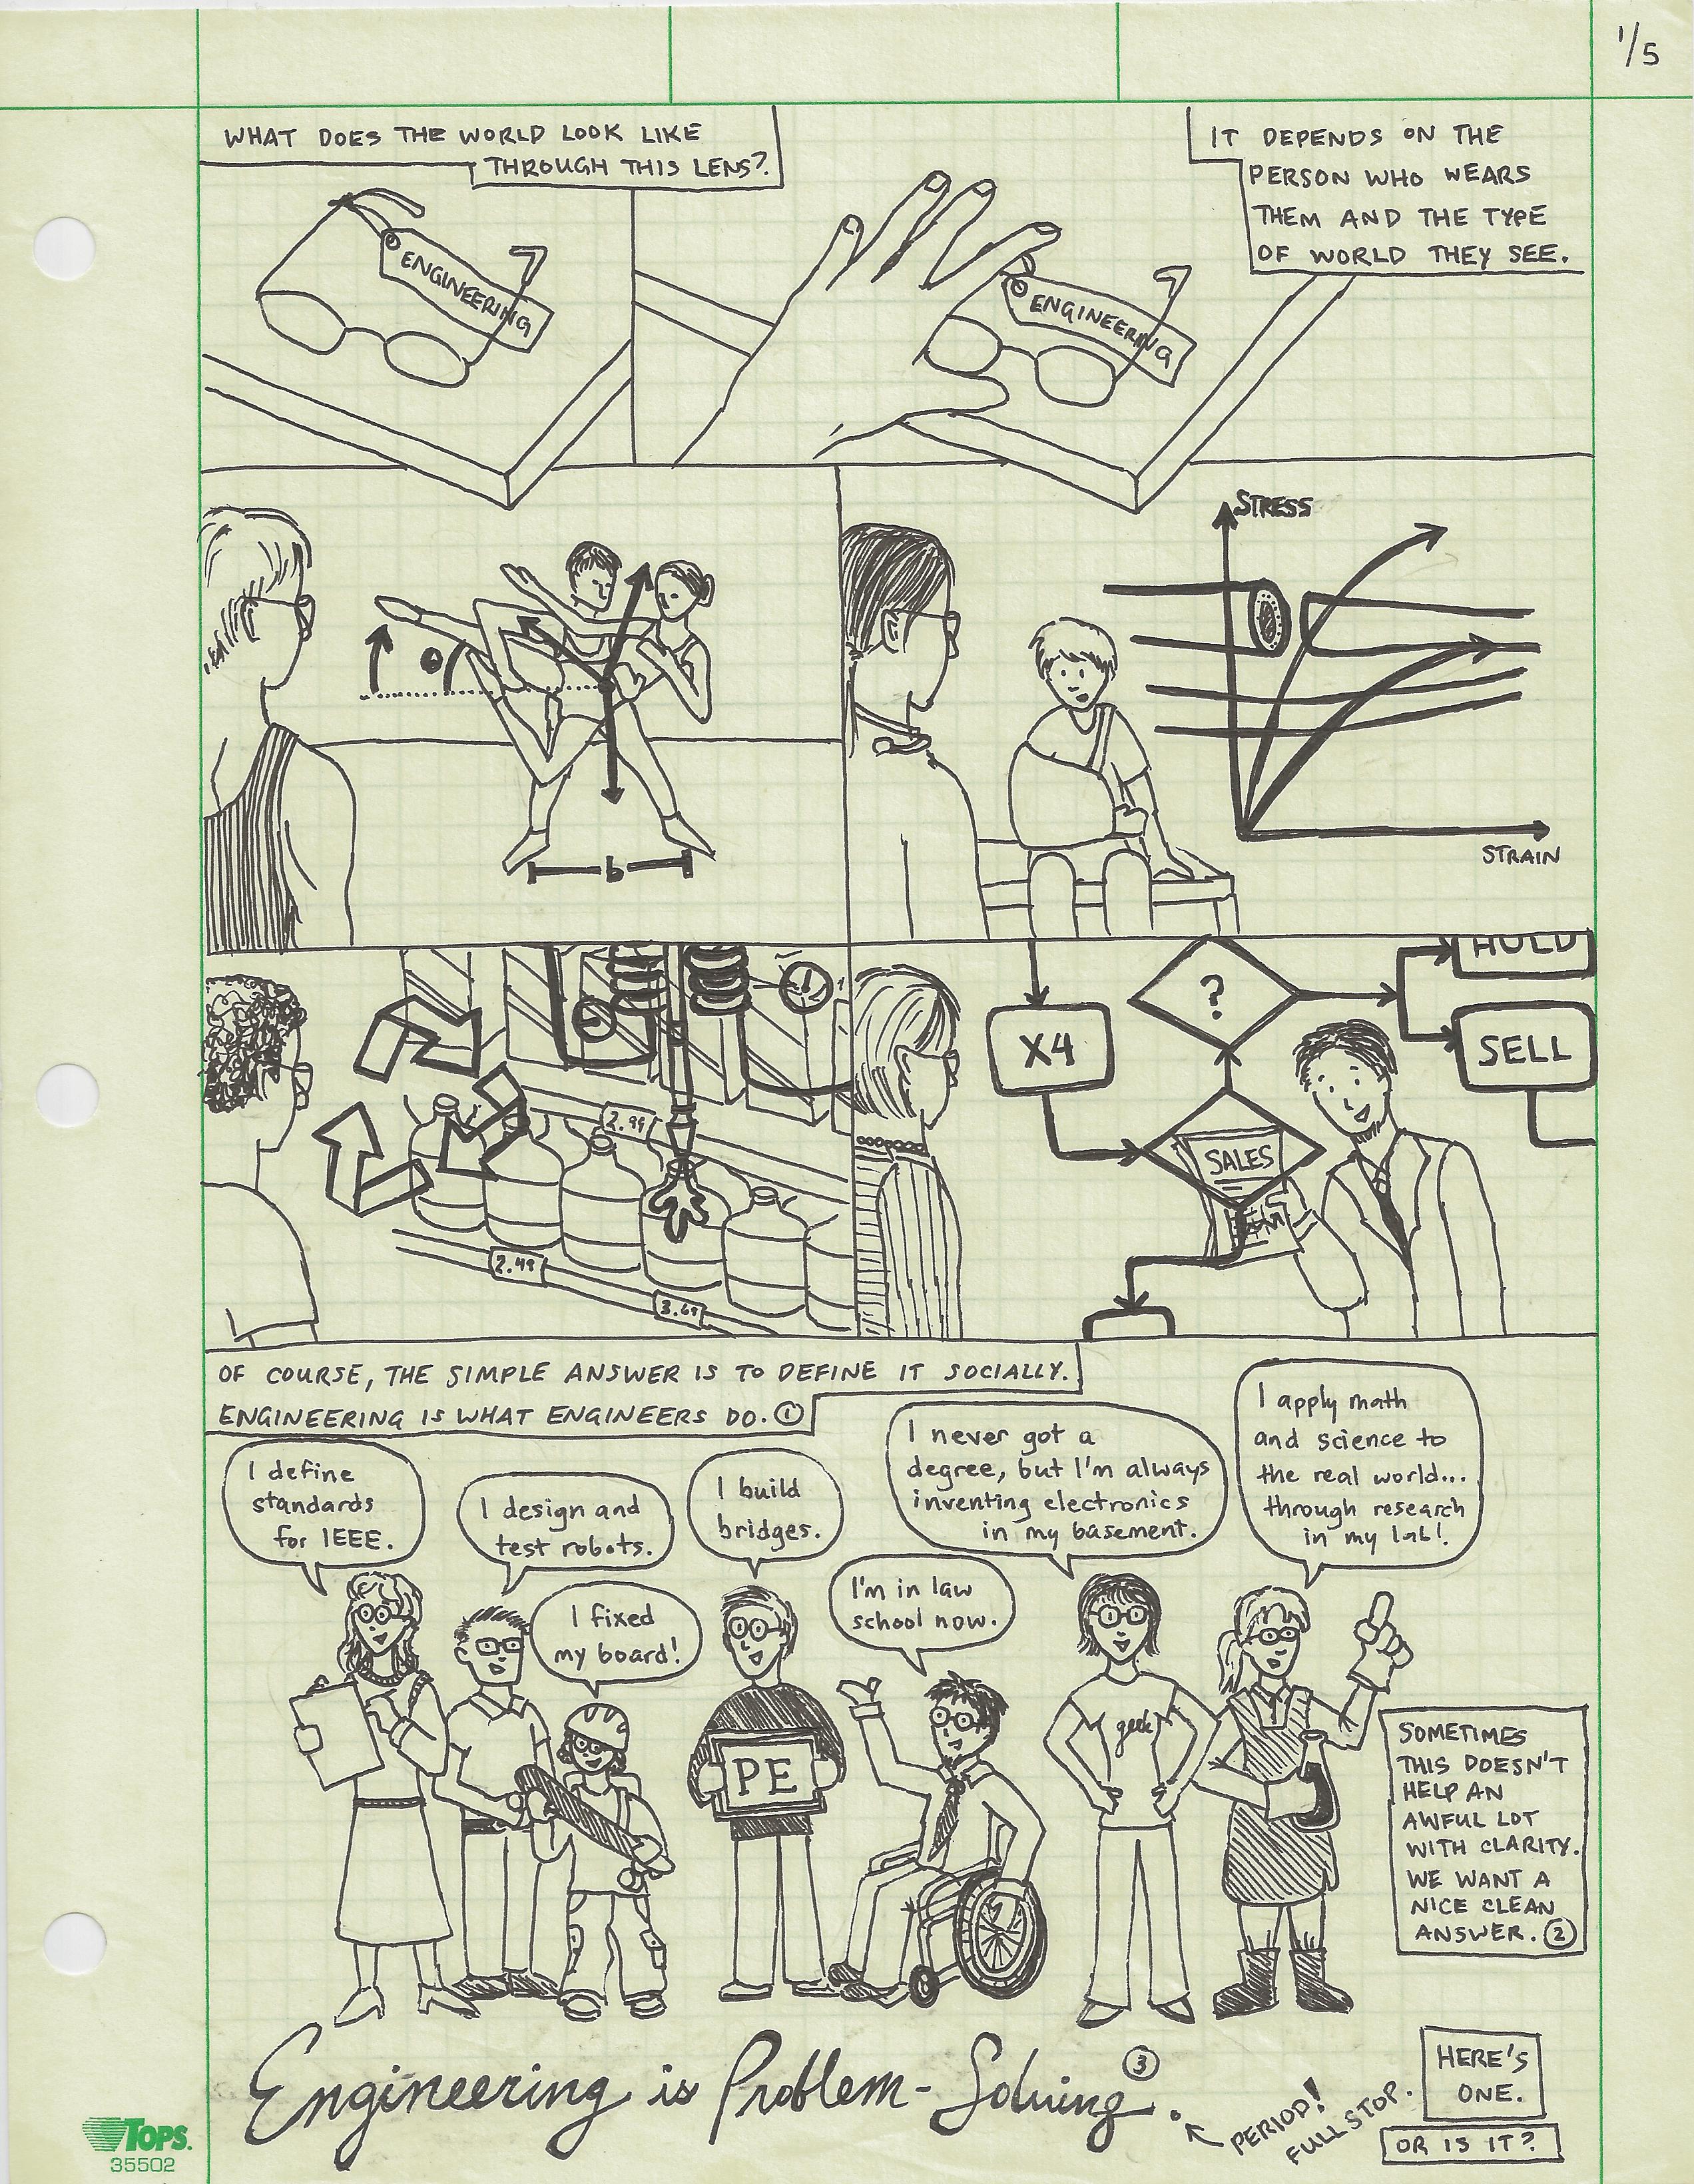 1/5
WHAT DOES THE WORLD LOOK LIKE
THROUGH THIS LENS?
IT DEPENDS ON THE
PERSON WHO WEARS
THEM AND THE TYPE
OF WORLD THEY SEE.
ENGINEERING
ENGINEERING
b
STRESS
STRAIN
2.99
2.49
3.69
HOLD
?
X4
SELL
SALES
OF COURSE, THE SIMPLE ANSWER IS TO DEFINE IT SOCIALLY.
ENGINEERING IS WHAT ENGINEERS DO. ①
I define
standards
for IEEE.
I design and
test robots.
I fixed
my board!
I build
bridges.
I'm in law
school now.
I never got a
degree, but I'm always
inventing electronics
in my basement.
I apply math
and science to
the real world...
through research
in my lab!
PE
geek
SOMETIMES
THIS DOESN'T
HELP AN
AWFUL LOT
WITH CLARITY.
WE WANT A
NICE CLEAN
ANSWER. ②
Engineering is Problem-Solving ③.
PERIOD!
FULL STOP.
HERE'S
ONE.
OR IS IT?
TOPS.
35502